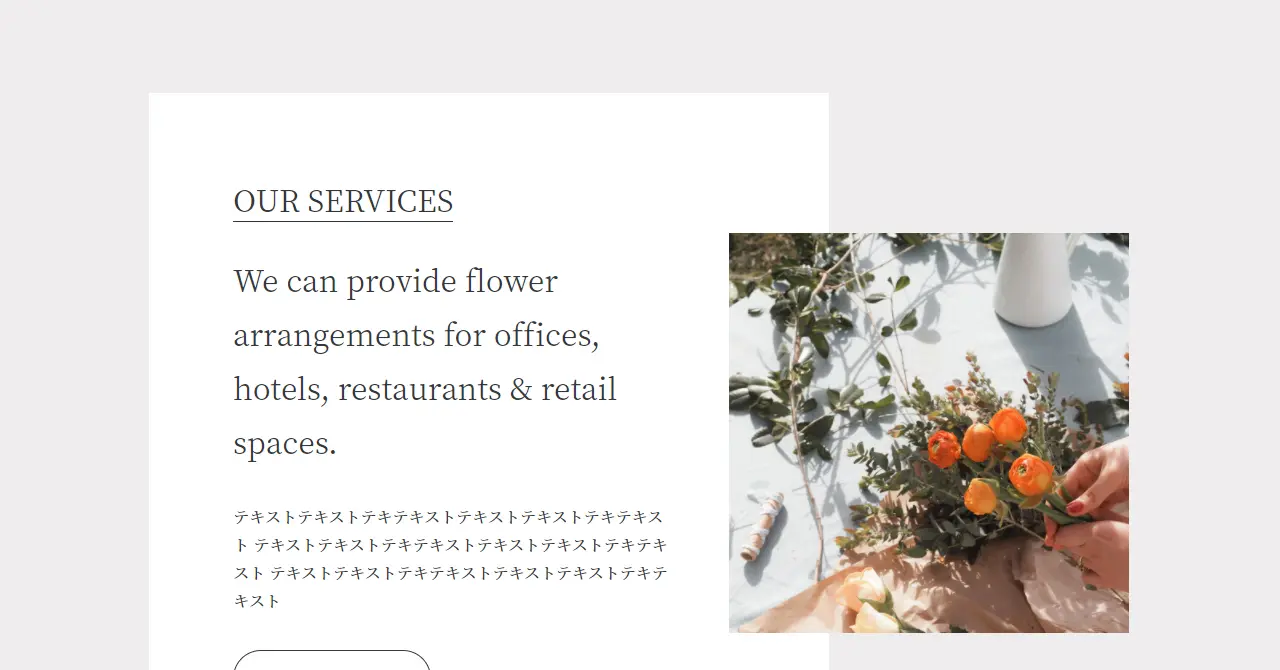 OUR SERVICES
We can provide flower
arrangements for offices,
hotels, restaurants & retail
spaces.
テキストテキストテキテキストテキストテキストテキテキス
ト テキストテキストテキテキストテキストテキストテキテキ
スト テキストテキストテキテキストテキストテキストテキテ
キスト